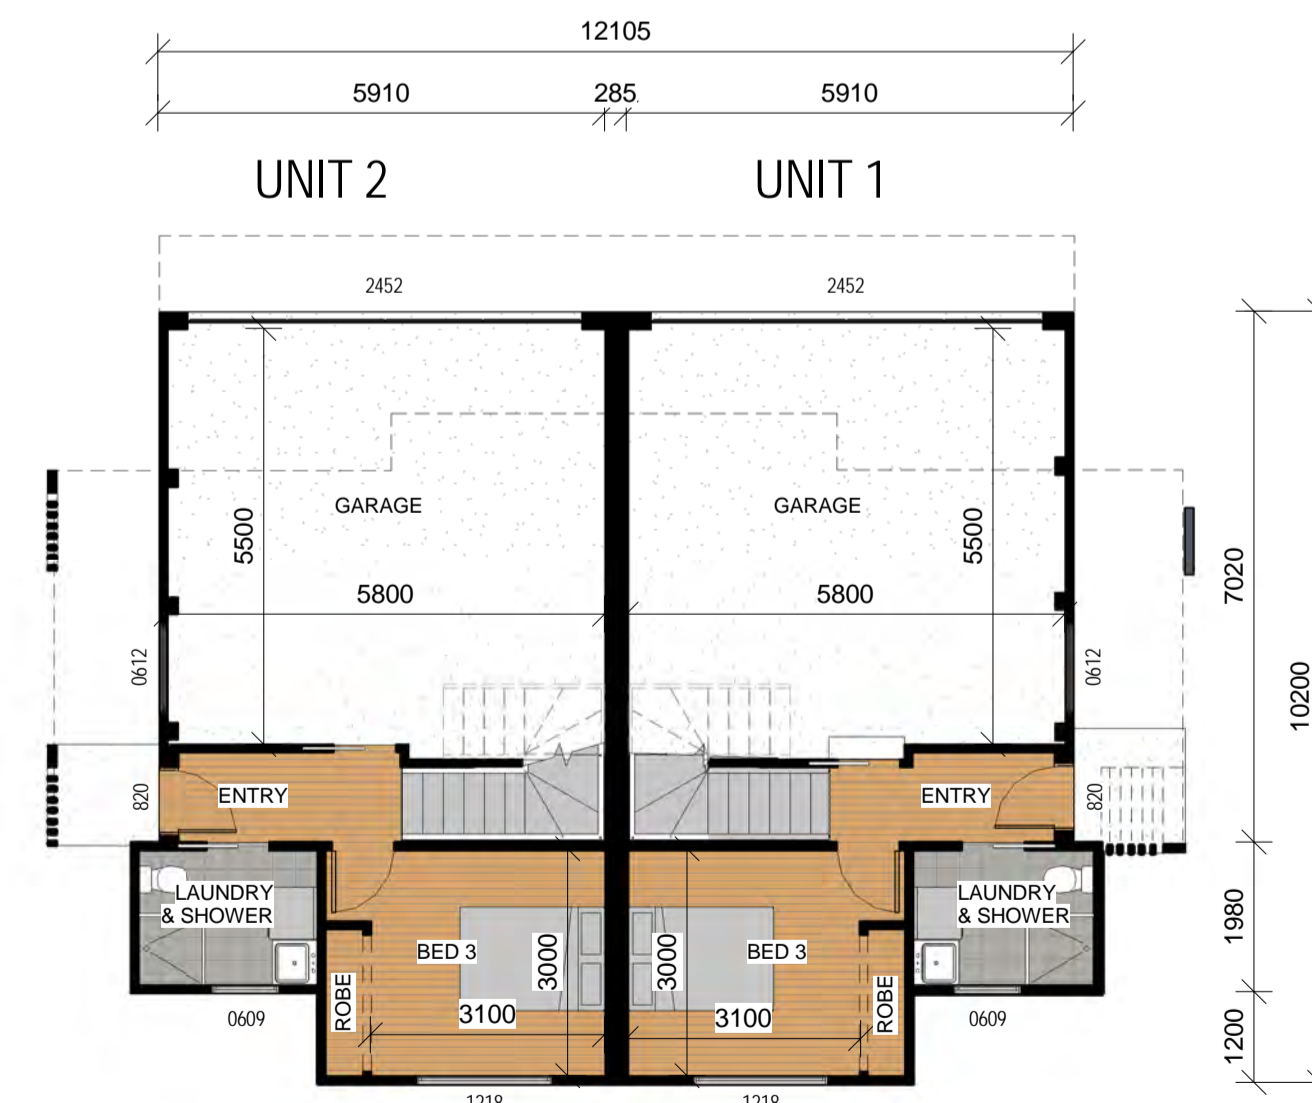 12105
5910 285 5910
UNIT 2 UNIT 1
2452 2452
GARAGE GARAGE
5500 5500
5800 5800
7020
10200
0612 0612
820 ENTRY ENTRY 820
LAUNDRY
& SHOWER
LAUNDRY
& SHOWER
1980
BED 3 BED 3
3000 3000
ROBE ROBE
3100 3100
0609 0609
1200
1218 1218